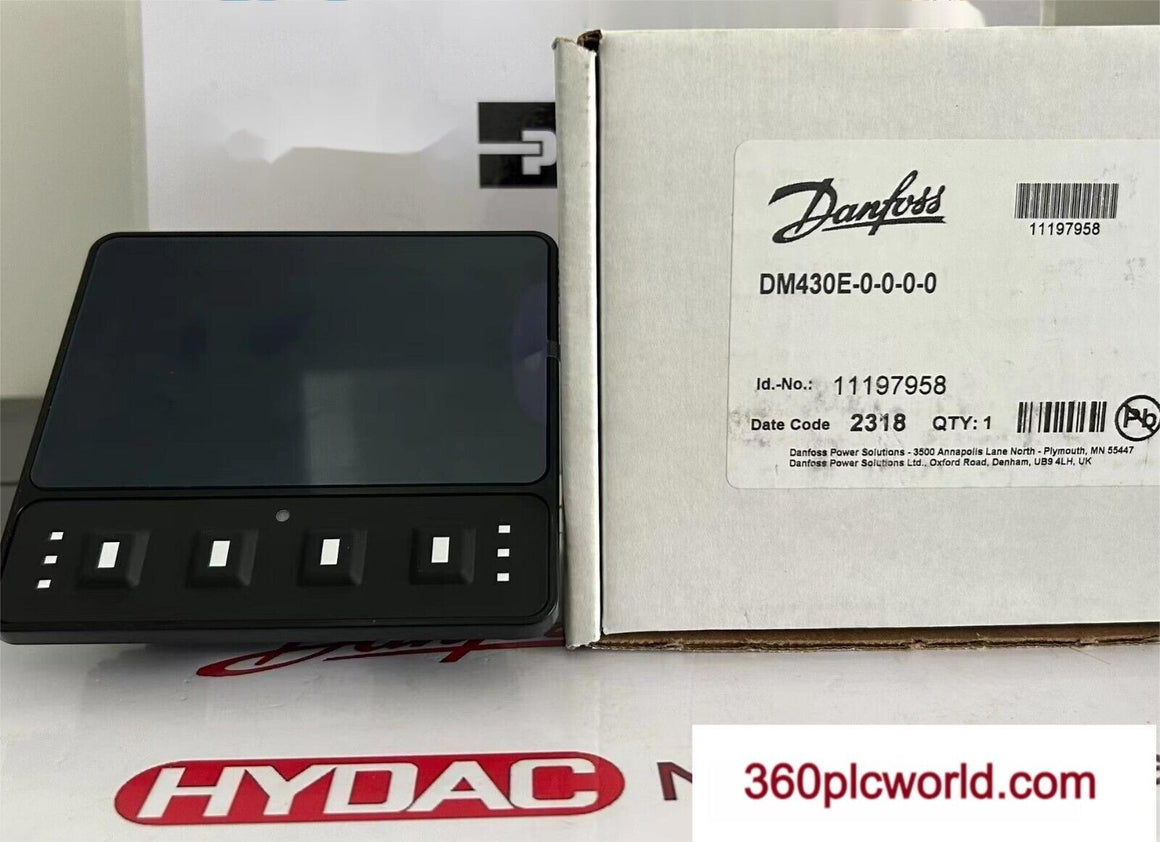 Danfoss
11197958
DM430E-0-0-0-0
Id.-No.: 11197958
Date Code 2318 QTY: 1
Pb
Danfoss Power Solutions - 3500 Annapolis Lane North - Plymouth, MN 55447
Danfoss Power Solutions Ltd., Oxford Road, Denham, UB9 4LH, UK
HYDAC
360plcworld.com